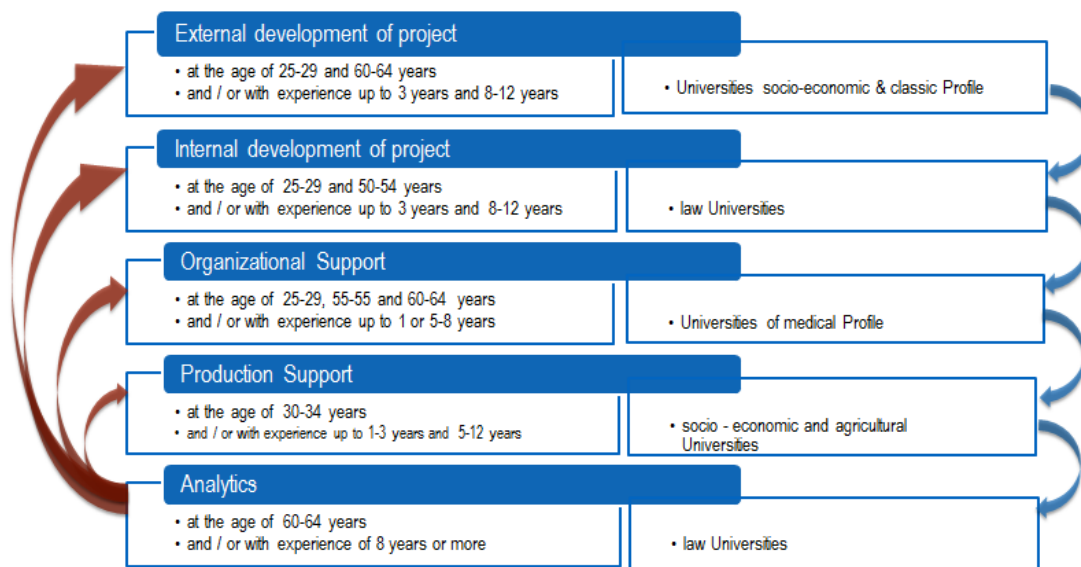 External development of project
• at the age of 25-29 and 60-64 years
• and / or with experience up to 3 years and 8-12 years
• Universities socio-economic & classic Profile
Internal development of project
• at the age of 25-29 and 50-54 years
• and / or with experience up to 3 years and 8-12 years
• law Universities
Organizational Support
• at the age of 25-29, 55-55 and 60-64 years
• and / or with experience up to 1 or 5-8 years
• Universities of medical Profile
Production Support
• at the age of 30-34 years
• and / or with experience up to 1-3 years and 5-12 years
• socio - economic and agricultural
Universities
Analytics
• at the age of 60-64 years
• and / or with experience of 8 years or more
• law Universities